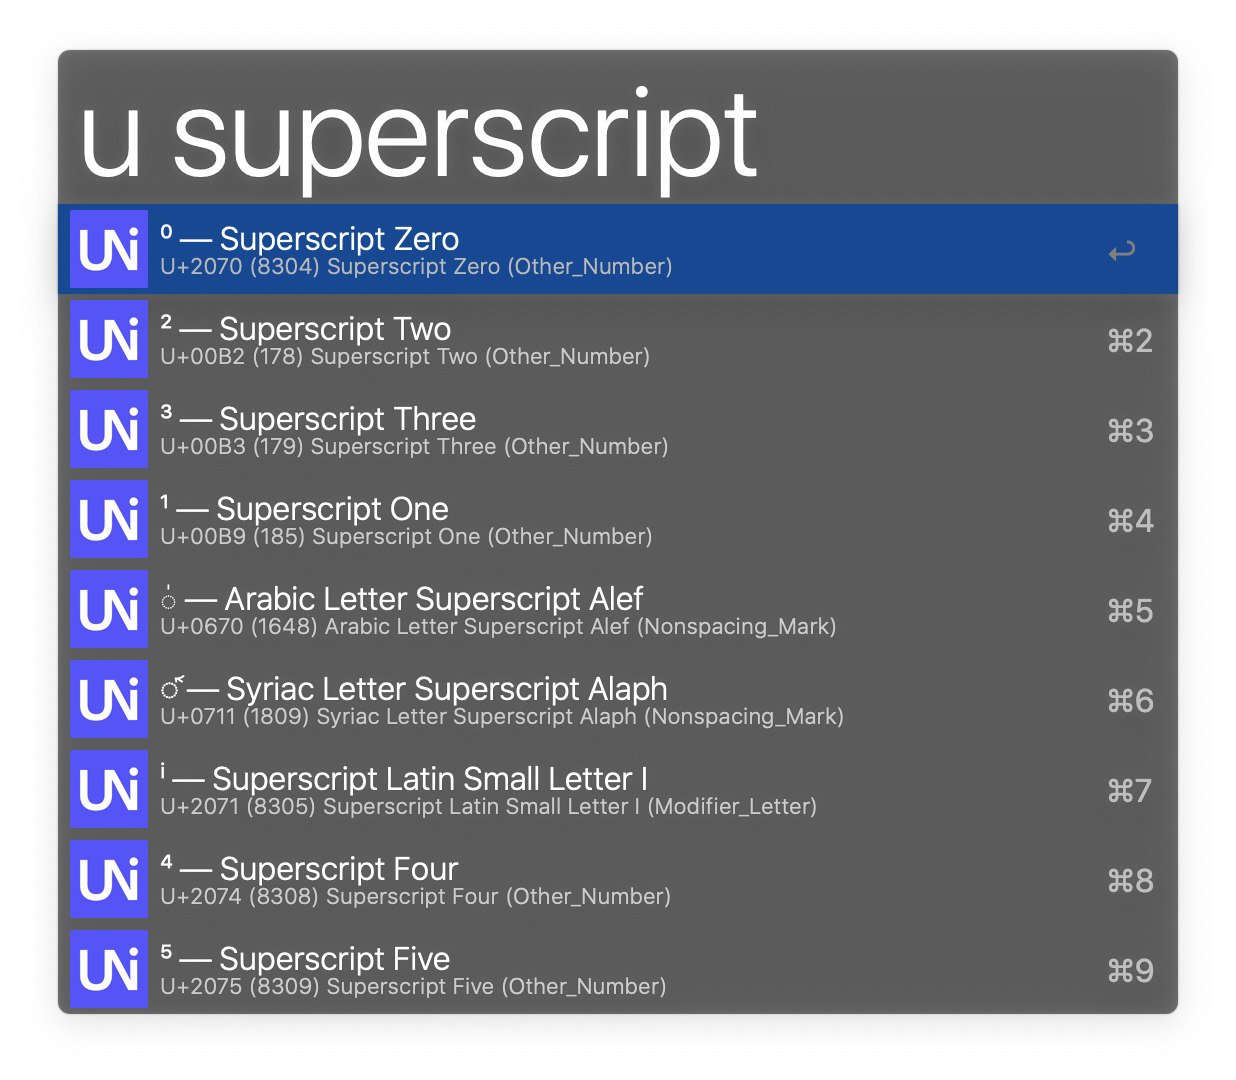 u superscript
UNi
⁰ — Superscript Zero
U+2070 (8304) Superscript Zero (Other_Number)
↩
UNi
² — Superscript Two
U+00B2 (178) Superscript Two (Other_Number)
⌘2
UNi
³ — Superscript Three
U+00B3 (179) Superscript Three (Other_Number)
⌘3
UNi
¹ — Superscript One
U+00B9 (185) Superscript One (Other_Number)
⌘4
UNi
◌ٰ — Arabic Letter Superscript Alef
U+0670 (1648) Arabic Letter Superscript Alef (Nonspacing_Mark)
⌘5
UNi
◌ܑ — Syriac Letter Superscript Alaph
U+0711 (1809) Syriac Letter Superscript Alaph (Nonspacing_Mark)
⌘6
UNi
ⁱ — Superscript Latin Small Letter I
U+2071 (8305) Superscript Latin Small Letter I (Modifier_Letter)
⌘7
UNi
⁴ — Superscript Four
U+2074 (8308) Superscript Four (Other_Number)
⌘8
UNi
⁵ — Superscript Five
U+2075 (8309) Superscript Five (Other_Number)
⌘9